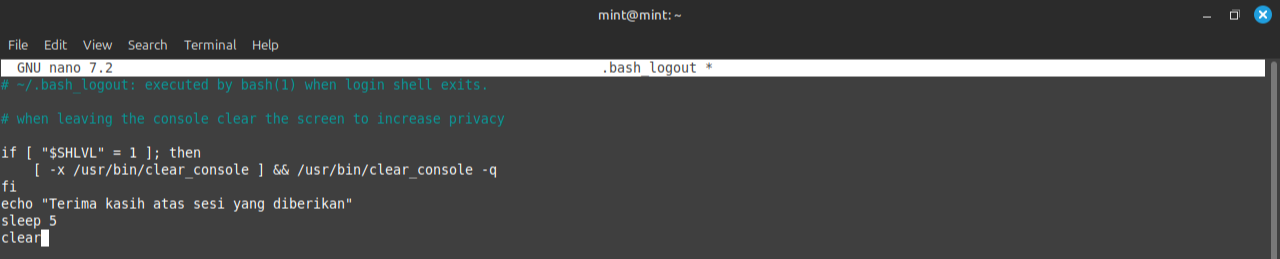 mint@mint: ~
File Edit View Search Terminal Help
GNU nano 7.2 .bash_logout *
# ~/.bash_logout: executed by bash(1) when login shell exits.
# when leaving the console clear the screen to increase privacy
if [ "$SHLVL" = 1 ]; then
    [ -x /usr/bin/clear_console ] && /usr/bin/clear_console -q
fi
echo "Terima kasih atas sesi yang diberikan"
sleep 5
clear